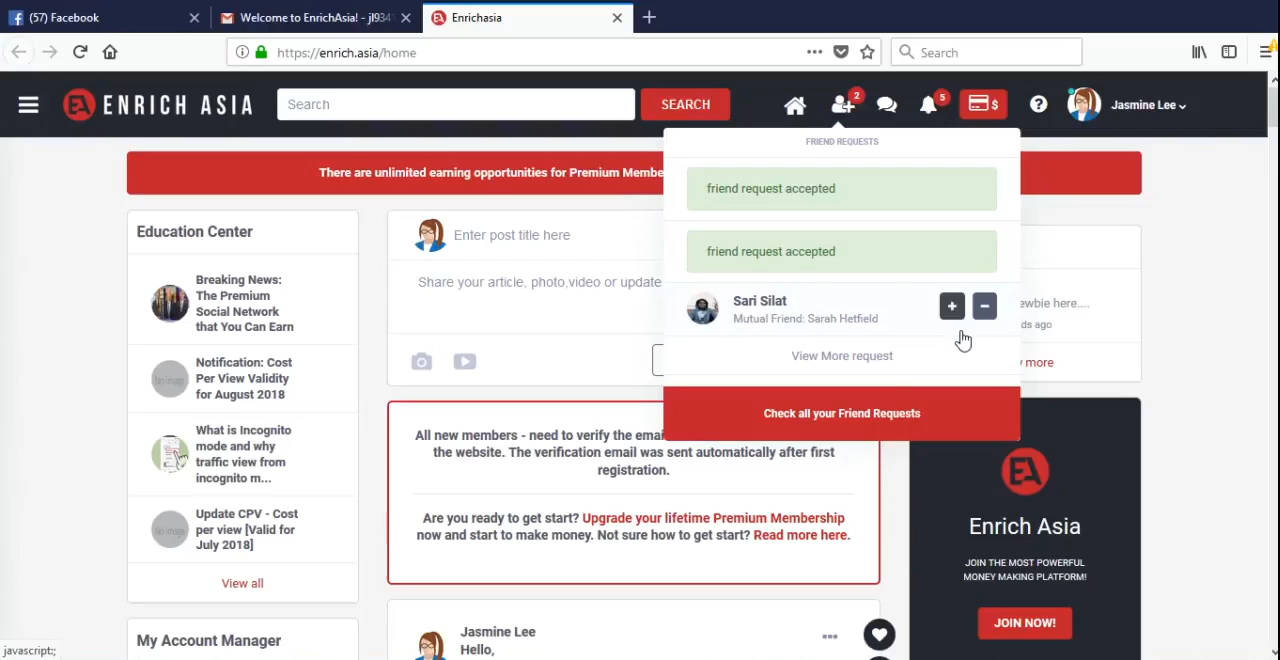 (57) Facebook
Welcome to EnrichAsia! - jl934
Enrichasia
https://enrich.asia/home
Search
ENRICH ASIA
Search
SEARCH
2
5
$
?
Jasmine Lee
FRIEND REQUESTS
friend request accepted
friend request accepted
Sari Silat
Mutual Friend: Sarah Hetfield
View More request
Check all your Friend Requests
There are unlimited earning opportunities for Premium Membe
Education Center
Breaking News:
The Premium
Social Network
that You Can Earn
Notification: Cost
Per View Validity
for August 2018
No image
What is Incognito
mode and why
traffic view from
incognito m...
Update CPV - Cost
per view [Valid for
July 2018]
No image
View all
My Account Manager
Enter post title here
Share your article, photo,video or update
All new members - need to verify the emai
the website. The verification email was sent automatically after first
registration.
Are you ready to get start? Upgrade your lifetime Premium Membership
now and start to make money. Not sure how to get start? Read more here.
Jasmine Lee
Hello,
ewbie here....
ds ago
more
EA
Enrich Asia
JOIN THE MOST POWERFUL
MONEY MAKING PLATFORM!
JOIN NOW!
javascript:;